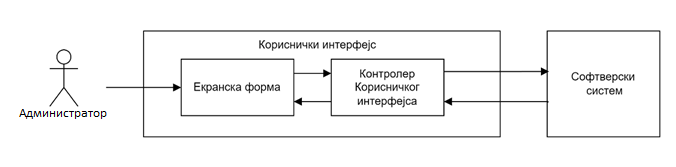 Кориснички интерфејс
Администратор
Екранска форма
Контролер
Корисничког
интерфејса
Софтверски
систем